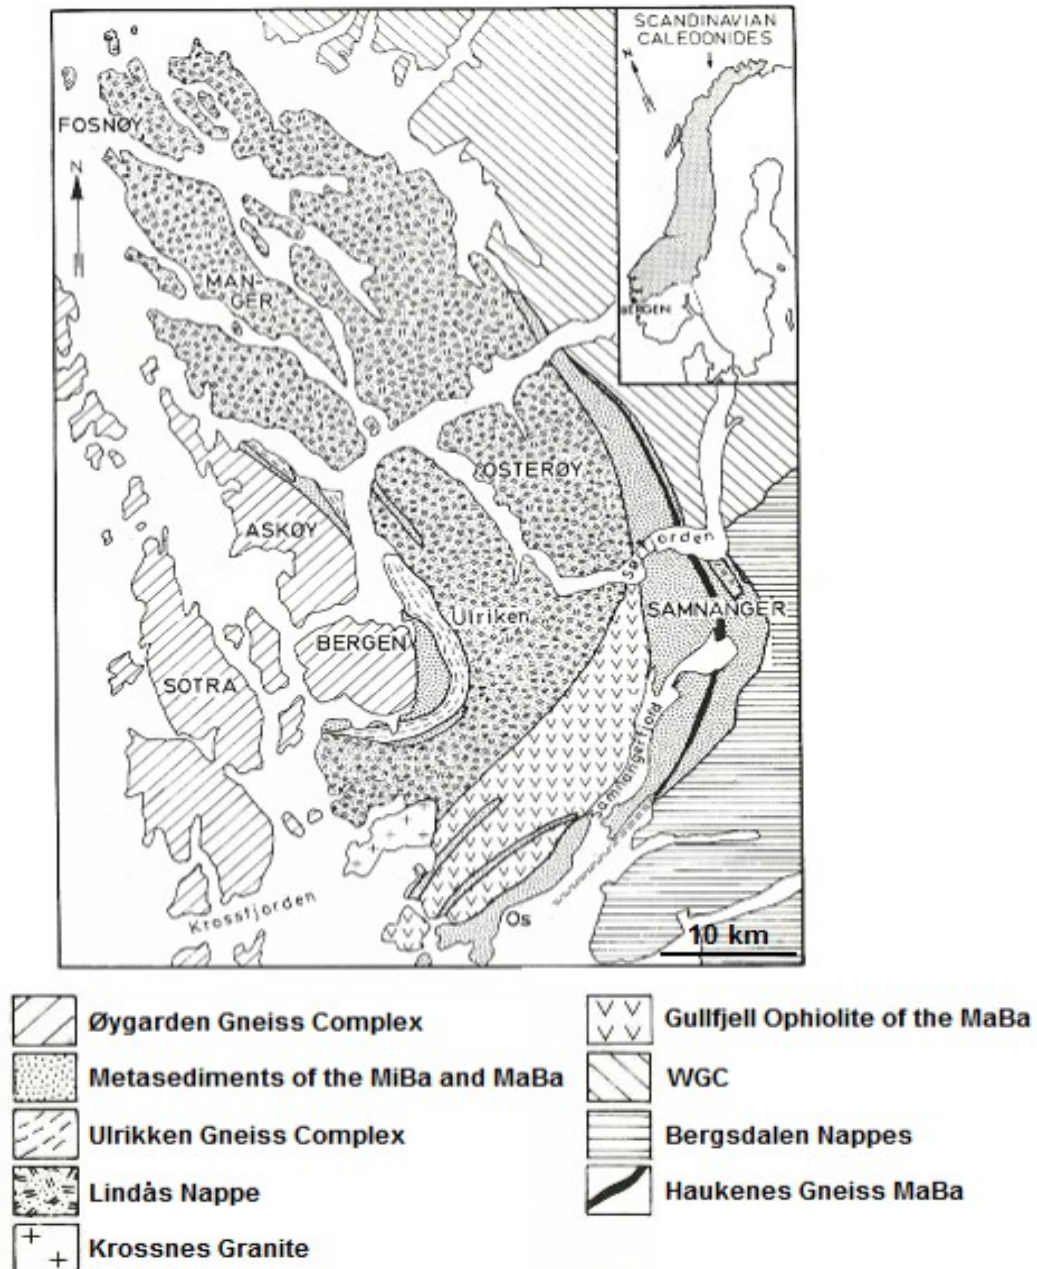 SCANDINAVIAN
CALEDONIDES
N
BERGEN
FOSNØY
N
MAN-
GER
OSTERØY
ASKØY
Sørfjorden
SAMNANGER
Ulriken
BERGEN
SOTRA
Samnangerfjord
Krossfjorden
Os
10 km
Øygarden Gneiss Complex
Metasediments of the MiBa and MaBa
Ulrikken Gneiss Complex
Lindås Nappe
Krossnes Granite
Gullfjell Ophiolite of the MaBa
WGC
Bergsdalen Nappes
Haukenes Gneiss MaBa